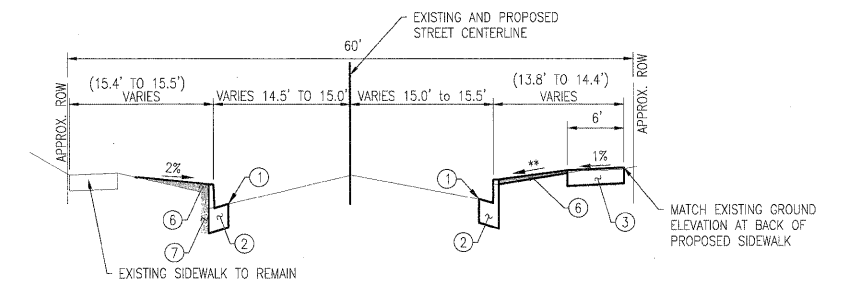 EXISTING AND PROPOSED
STREET CENTERLINE
60'
(15.4' TO 15.5')
VARIES
VARIES 14.5' TO 15.0'
VARIES 15.0' to 15.5'
(13.8' TO 14.4')
VARIES
APPROX. ROW
APPROX. ROW
6'
2%
**
1%
1
1
6
6
7
2
2
3
MATCH EXISTING GROUND
ELEVATION AT BACK OF
PROPOSED SIDEWALK
EXISTING SIDEWALK TO REMAIN